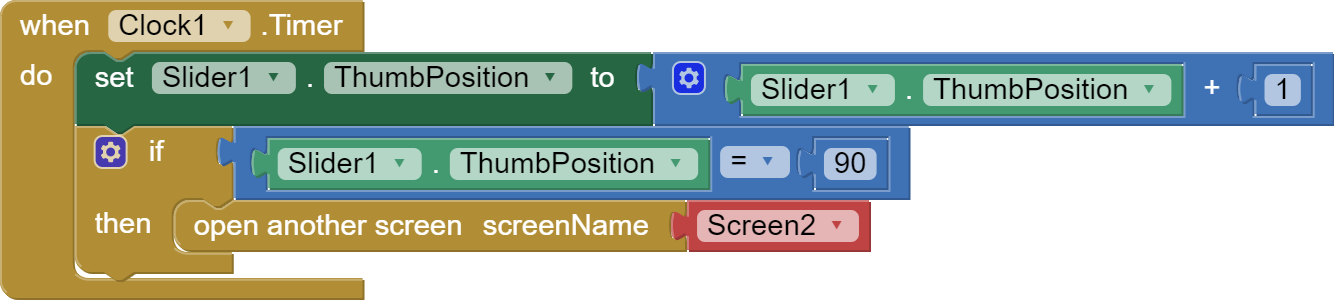 when Clock1 .Timer
do set Slider1 . ThumbPosition to Slider1 . ThumbPosition + 1
if Slider1 . ThumbPosition = 90
then open another screen screenName Screen2